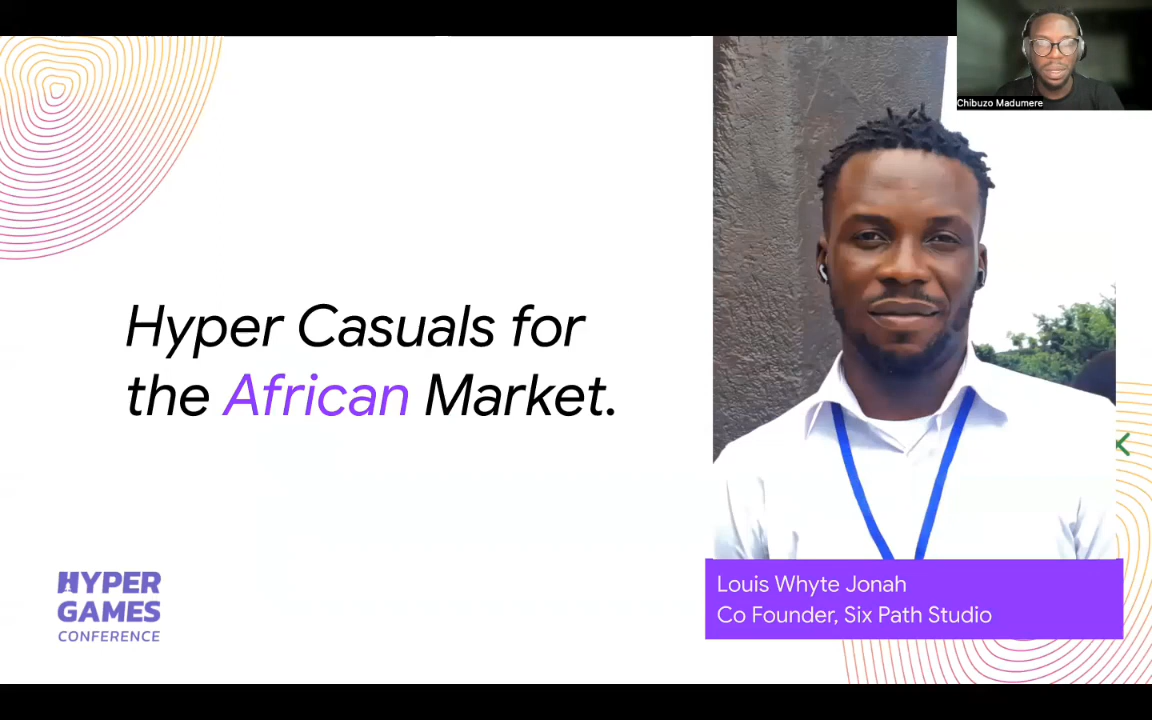 Chibuzo Madumere
Hyper Casuals for
the African Market.
HYPER
GAMES
CONFERENCE
Louis Whyte Jonah
Co Founder, Six Path Studio